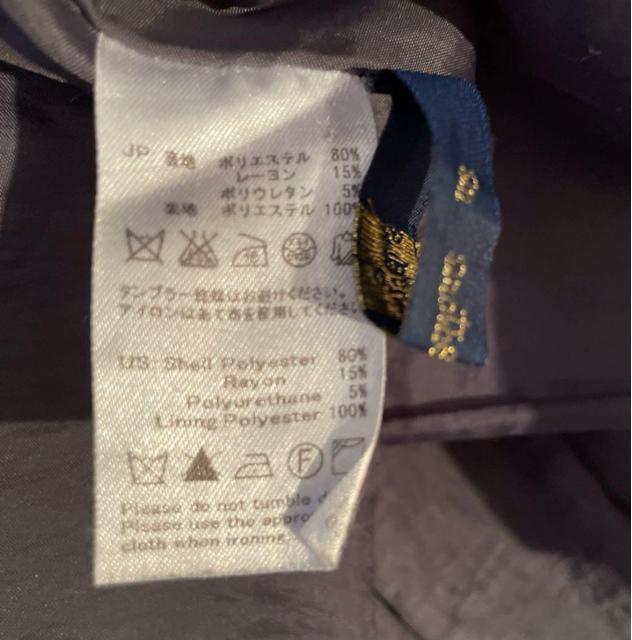 JP 表地 ポリエステル 80%
レーヨン 15%
ポリウレタン 5%
裏地 ポリエステル 100%
タンブラー乾燥はお避けください。
アイロンはあて布を使用してくださ
US Shell Polyester 80%
Rayon 15%
Polyurethane 5%
Lining Polyester 100%
F
Please do not tumble d
Please use the appro
cloth when ironing.